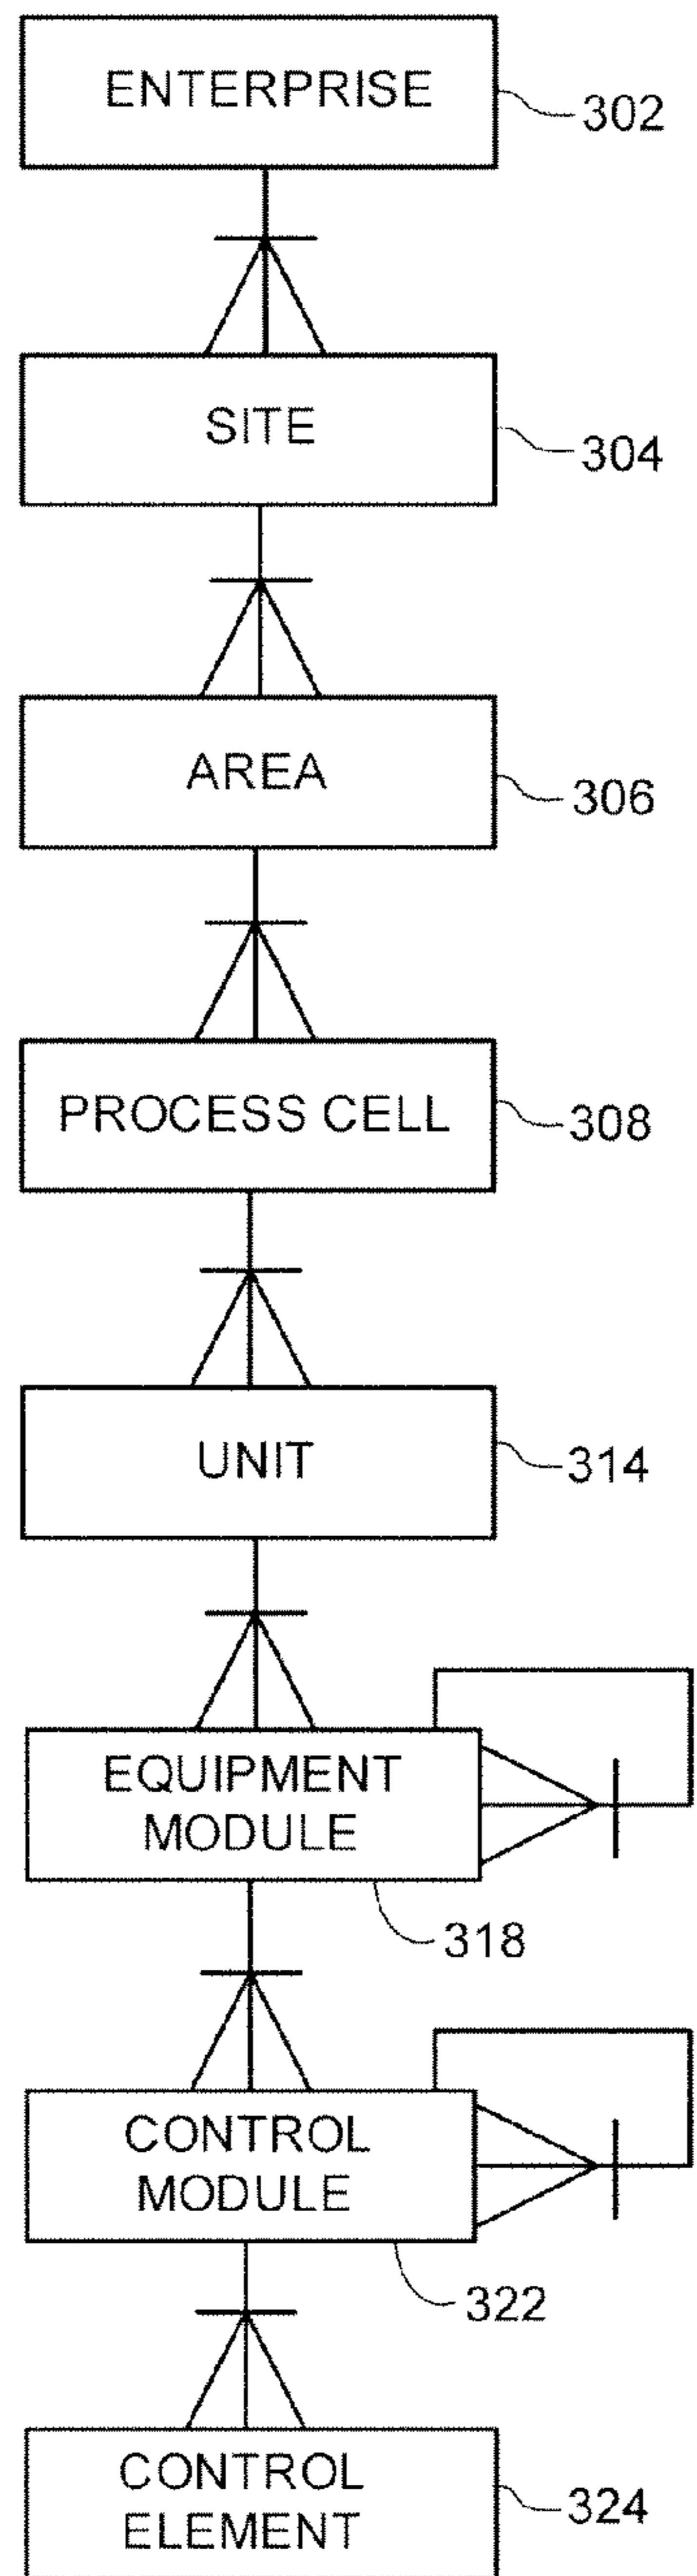 ENTERPRISE
302
SITE
304
AREA
306
PROCESS CELL
308
UNIT
314
EQUIPMENT
MODULE
318
CONTROL
MODULE
322
CONTROL
ELEMENT
324